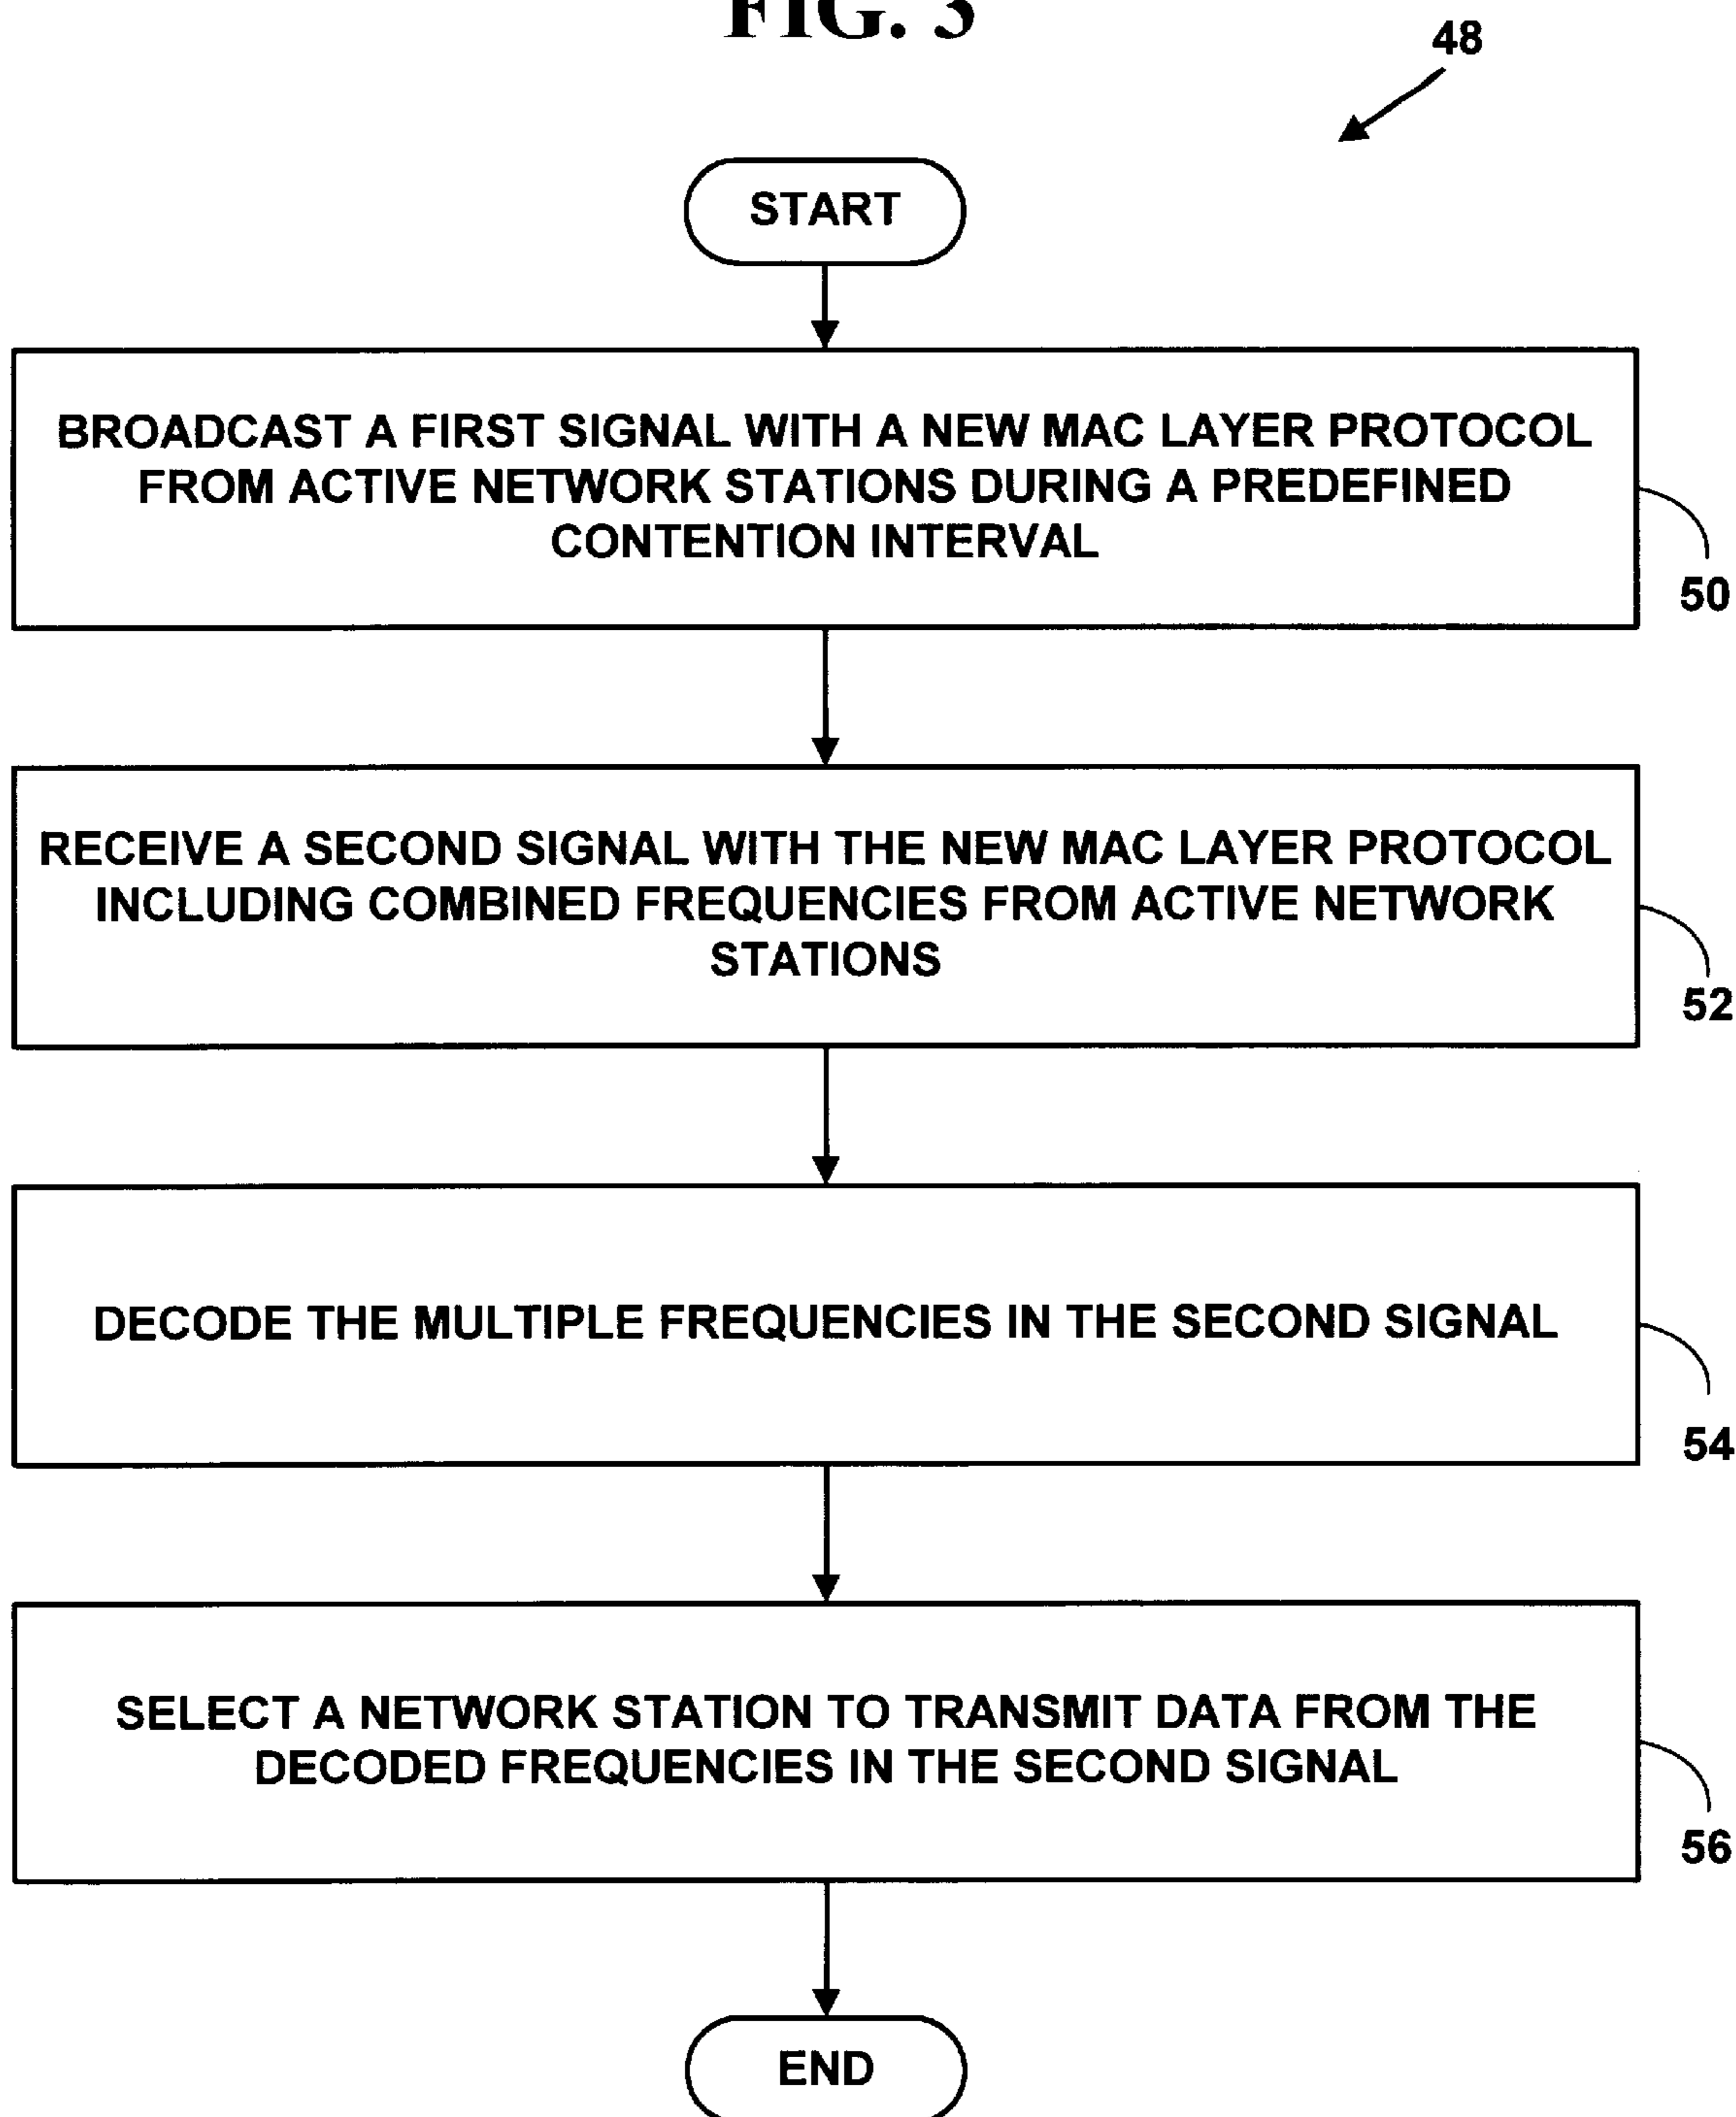 FIG.
48
START
BROADCAST A FIRST SIGNAL WITH A NEW MAC LAYER PROTOCOL
FROM ACTIVE NETWORK STATIONS DURING A PREDEFINED
CONTENTION INTERVAL
50
RECEIVE A SECOND SIGNAL WITH THE NEW MAC LAYER PROTOCOL
INCLUDING COMBINED FREQUENCIES FROM ACTIVE NETWORK
STATIONS
52
DECODE THE MULTIPLE FREQUENCIES IN THE SECOND SIGNAL
54
SELECT A NETWORK STATION TO TRANSMIT DATA FROM THE
DECODED FREQUENCIES IN THE SECOND SIGNAL
56
END